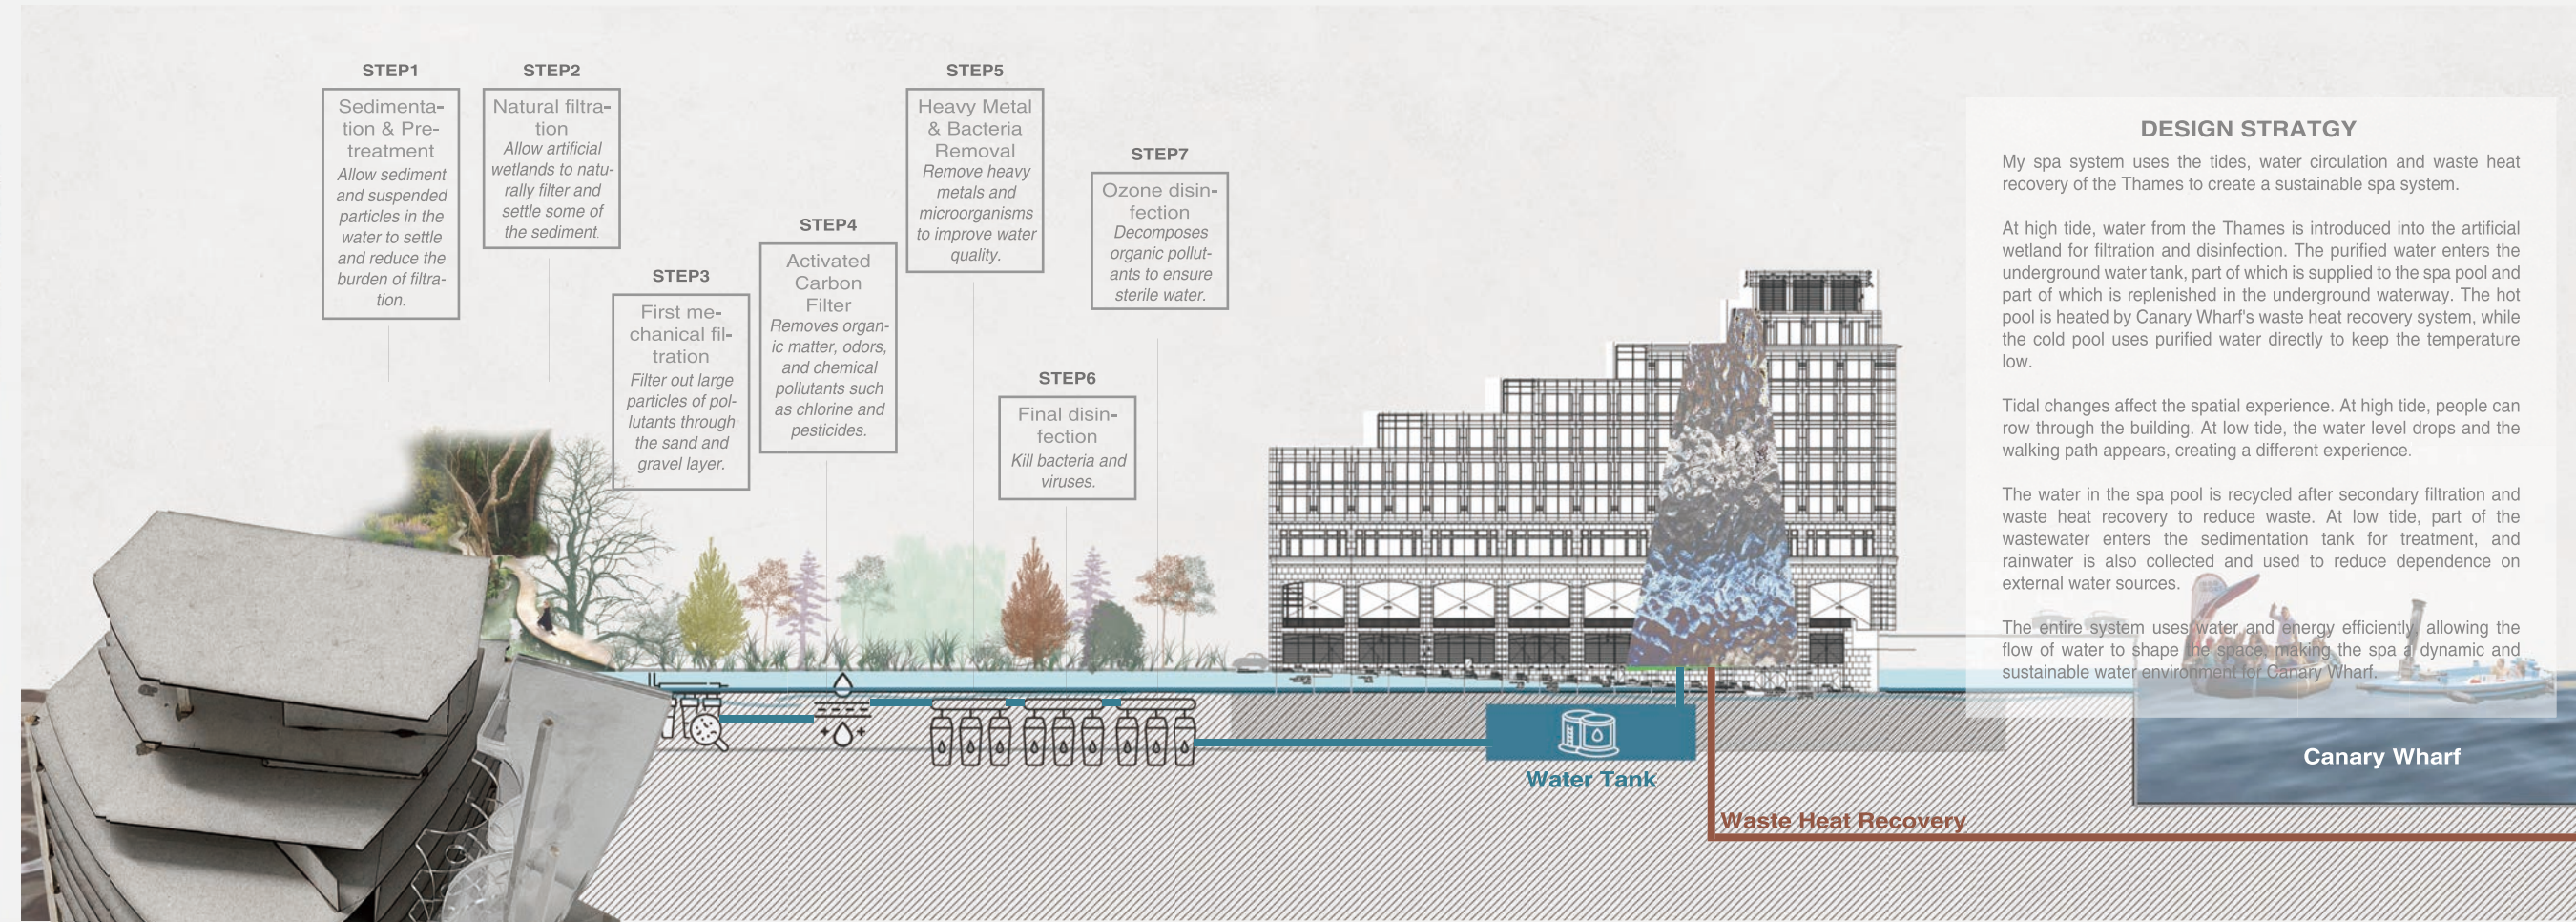 STEP1
Sedimenta-
tion & Pre-
treatment
Allow sediment
and suspended
particles in the
water to settle
and reduce the
burden of filtra-
tion.
STEP2
Natural filtra-
tion
Allow artificial
wetlands to natu-
rally filter and
settle some of
the sediment.
STEP3
First me-
chanical fil-
tration
Filter out large
particles of pol-
lutants through
the sand and
gravel layer.
STEP4
Activated
Carbon
Filter
Removes organ-
ic matter, odors,
and chemical
pollutants such
as chlorine and
pesticides.
STEP5
Heavy Metal
& Bacteria
Removal
Remove heavy
metals and
microorganisms
to improve water
quality.
STEP6
Final disin-
fection
Kill bacteria and
viruses.
STEP7
Ozone disin-
fection
Decomposes
organic pollut-
ants to ensure
sterile water.
DESIGN STRATGY
My spa system uses the tides, water circulation and waste heat
recovery of the Thames to create a sustainable spa system.
At high tide, water from the Thames is introduced into the artificial
wetland for filtration and disinfection. The purified water enters the
underground water tank, part of which is supplied to the spa pool and
part of which is replenished in the underground waterway. The hot
pool is heated by Canary Wharf's waste heat recovery system, while
the cold pool uses purified water directly to keep the temperature
low.
Tidal changes affect the spatial experience. At high tide, people can
row through the building. At low tide, the water level drops and the
walking path appears, creating a different experience.
The water in the spa pool is recycled after secondary filtration and
waste heat recovery to reduce waste. At low tide, part of the
wastewater enters the sedimentation tank for treatment, and
rainwater is also collected and used to reduce dependence on
external water sources.
The entire system uses water and energy efficiently, allowing the
flow of water to shape the space, making the spa a dynamic and
sustainable water environment for Canary Wharf.
Water Tank
Waste Heat Recovery
Canary Wharf